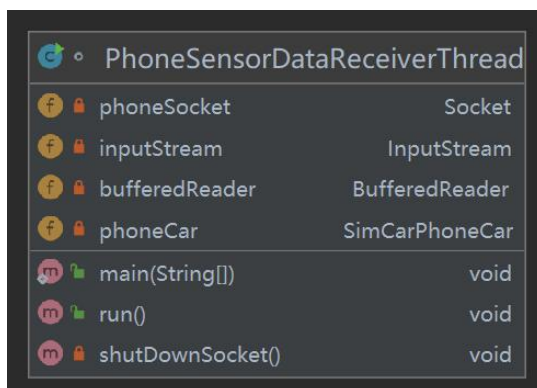 PhoneSensorDataReceiverThread
phoneSocket Socket
inputStream InputStream
bufferedReader BufferedReader
phoneCar SimCarPhoneCar
main(String[]) void
run() void
shutDownSocket() void